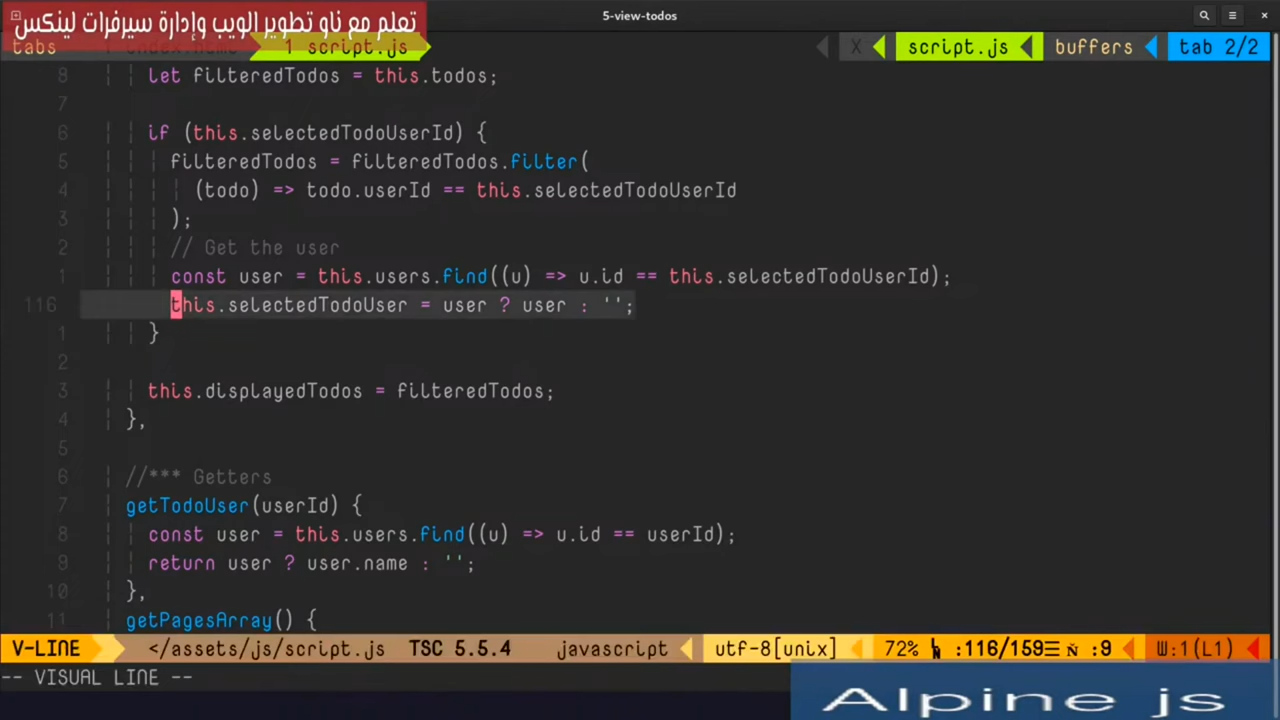 5-view-todos
تعلم مع ناو تطوير الويب وإدارة سيرفرات لينكس
tabs 1 index.html 1 script.js X script.js buffers tab 2/2
8 let filteredTodos = this.todos;
7
6 if (this.selectedTodoUserId) {
5 filteredTodos = filteredTodos.filter(
4 (todo) => todo.userId == this.selectedTodoUserId
3 );
2 // Get the user
1 const user = this.users.find((u) => u.id == this.selectedTodoUserId);
116 this.selectedTodoUser = user ? user : '';
1 }
2
3 this.displayedTodos = filteredTodos;
4 },
5
6 //*** Getters
7 getTodoUser(userId) {
8 const user = this.users.find((u) => u.id == userId);
9 return user ? user.name : '';
10 },
11 getPagesArray() {
V-LINE </assets/js/script.js TSC 5.5.4 javascript utf-8[unix] 72% ㏑:116/159☰ ㏇:9 W:1(L1)
-- VISUAL LINE --
Alpine js